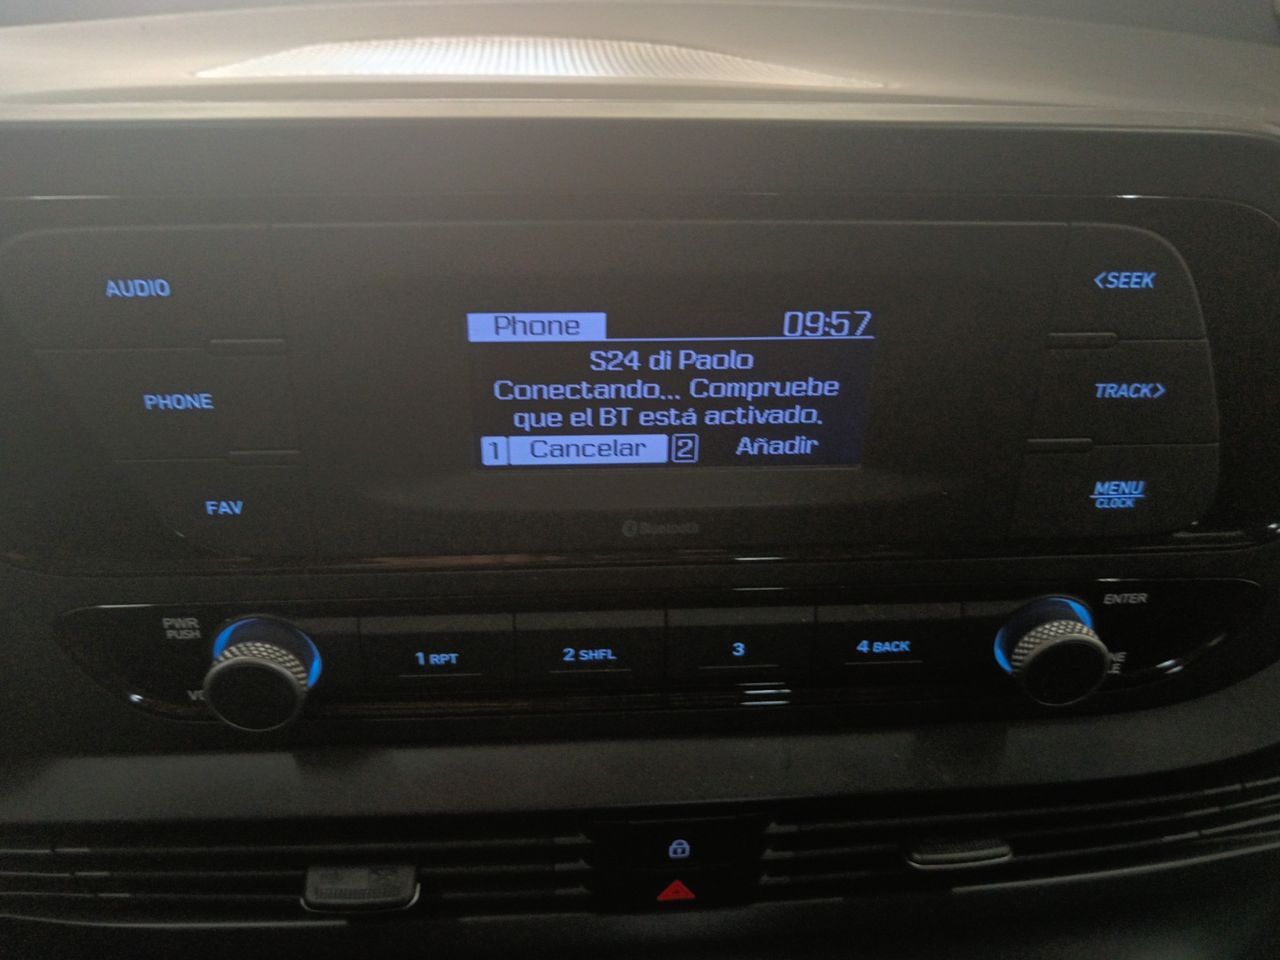 AUDIO
PHONE
FAV
Phone 09:57
S24 di Paolo
Conectando... Compruebe
que el BT está activado.
1 Cancelar 2 Añadir
Bluetooth
<SEEK
TRACK>
MENU
CLOCK
PWR
PUSH
1 RPT
2 SHFL
3
4 BACK
ENTER